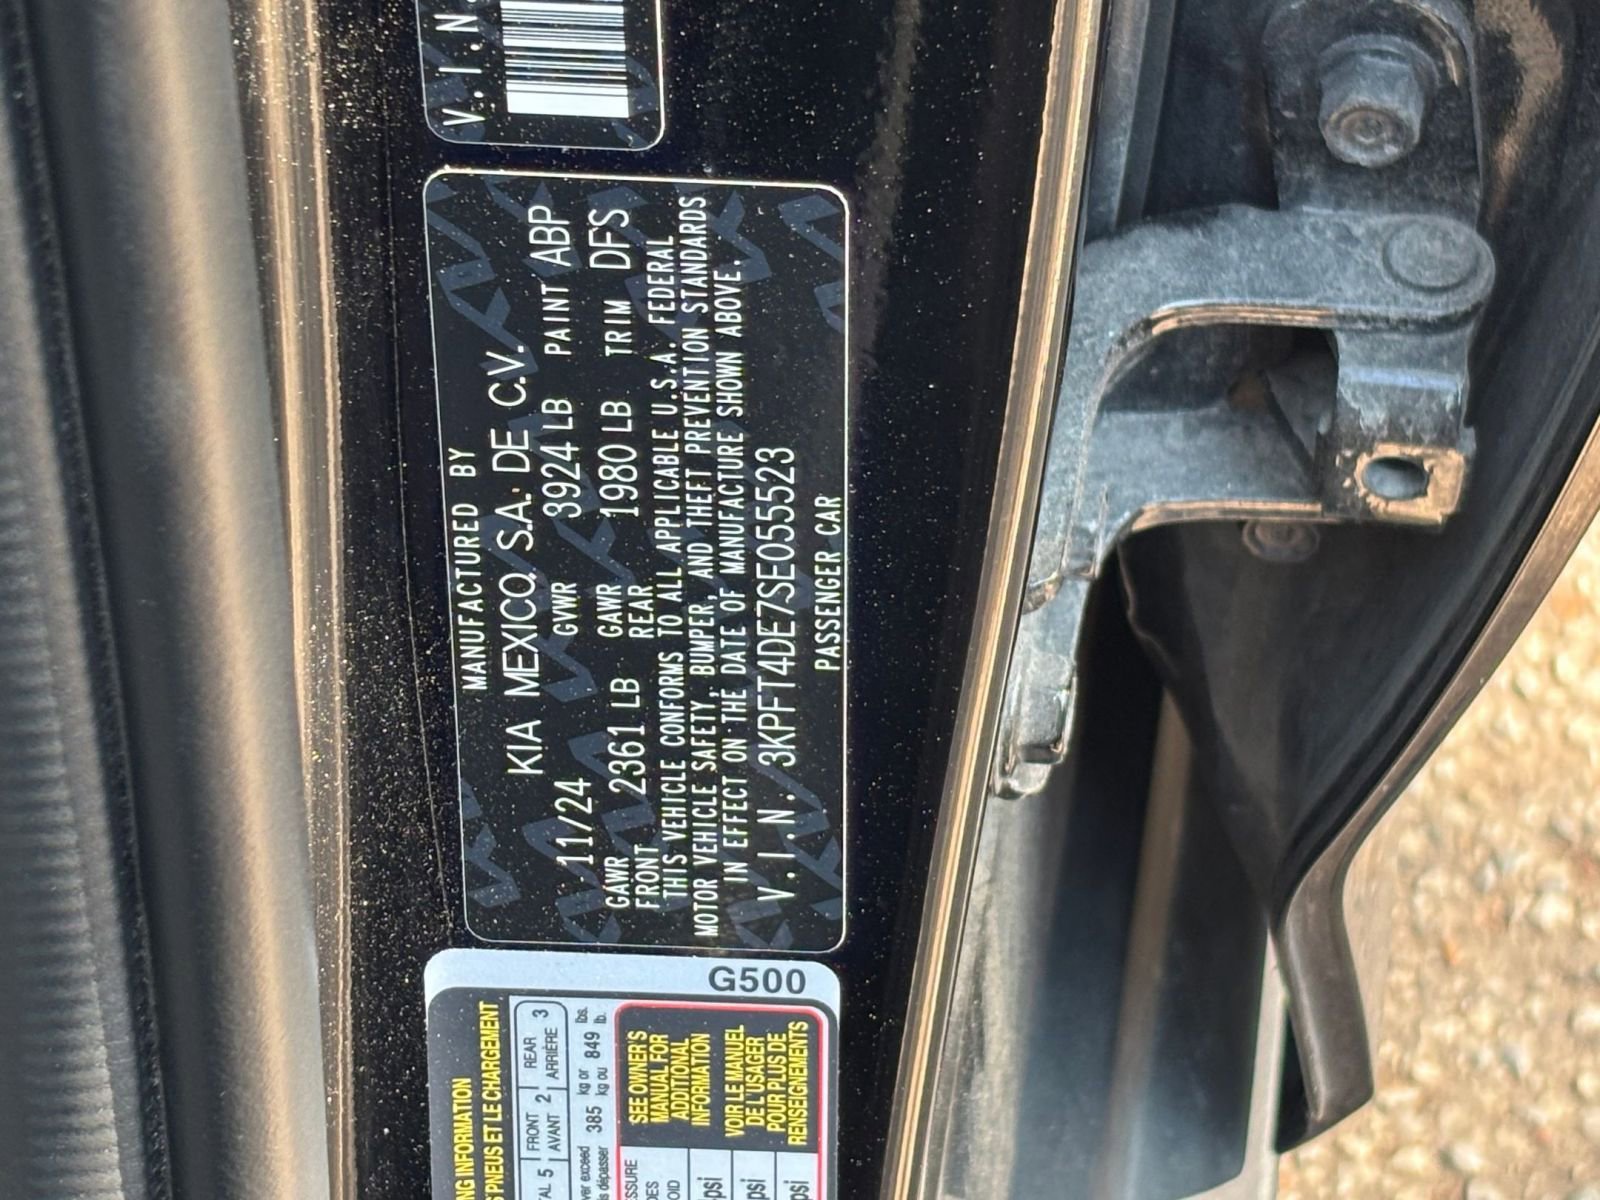 V.I.N.
MANUFACTURED BY
KIA MEXICO, S.A. DE C.V.
11/24 GVWR 3924 LB PAINT ABP
GAWR FRONT 2361 LB GAWR REAR 1980 LB TRIM DFS
THIS VEHICLE CONFORMS TO ALL APPLICABLE U.S.A. FEDERAL
MOTOR VEHICLE SAFETY, BUMPER, AND THEFT PREVENTION STANDARDS
IN EFFECT ON THE DATE OF MANUFACTURE SHOWN ABOVE.
V.I.N. 3KPFT4DE7SE055523
PASSENGER CAR
G500
INFORMATION
PNEUS ET LE CHARGEMENT
5 FRONT AVANT 2 REAR ARRIÈRE 3
exceed 385 kg or 849 lbs.
dépasser kg ou lb.
SEE OWNER'S
MANUAL FOR
ADDITIONAL
INFORMATION
VOIR LE MANUEL
DE L'USAGER
POUR PLUS DE
RENSEIGNEMENTS
psi
psi
psi